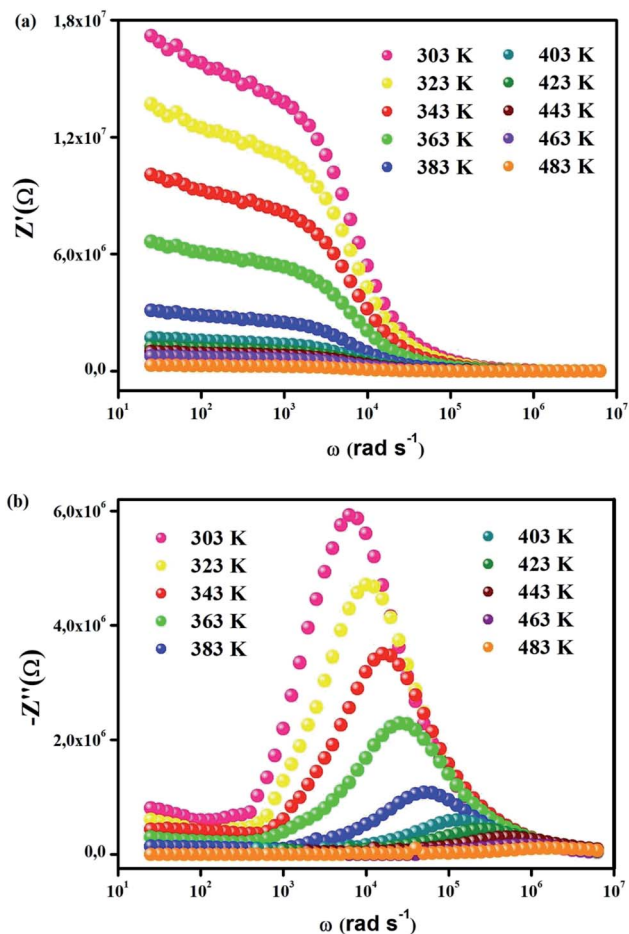 (a)
1,8x10⁷
1,2x10⁷
6,0x10⁶
0,0
Z'(Ω)
303 K
323 K
343 K
363 K
383 K
403 K
423 K
443 K
463 K
483 K
10¹ 10² 10³ 10⁴ 10⁵ 10⁶ 10⁷
ω (rad s⁻¹)
(b)
6,0x10⁶
4,0x10⁶
2,0x10⁶
0,0
-Z''(Ω)
303 K
323 K
343 K
363 K
383 K
403 K
423 K
443 K
463 K
483 K
10¹ 10² 10³ 10⁴ 10⁵ 10⁶ 10⁷
ω (rad s⁻¹)